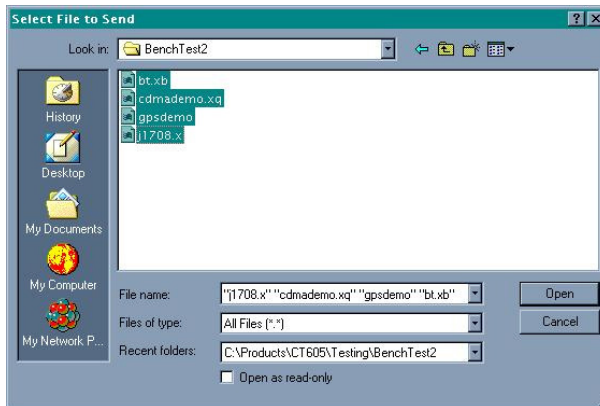 Select File to Send
Look in: BenchTest2
History
Desktop
My Documents
My Computer
My Network P...
bt.xb
cdmademo.xq
gpsdemo
j1708.x
File name: "j1708.x" "cdmademo.xq" "gpsdemo" "bt.xb"
Open
Files of type: All Files (*.*)
Cancel
Recent folders: C:\Products\CT605\Testing\BenchTest2
Open as read-only